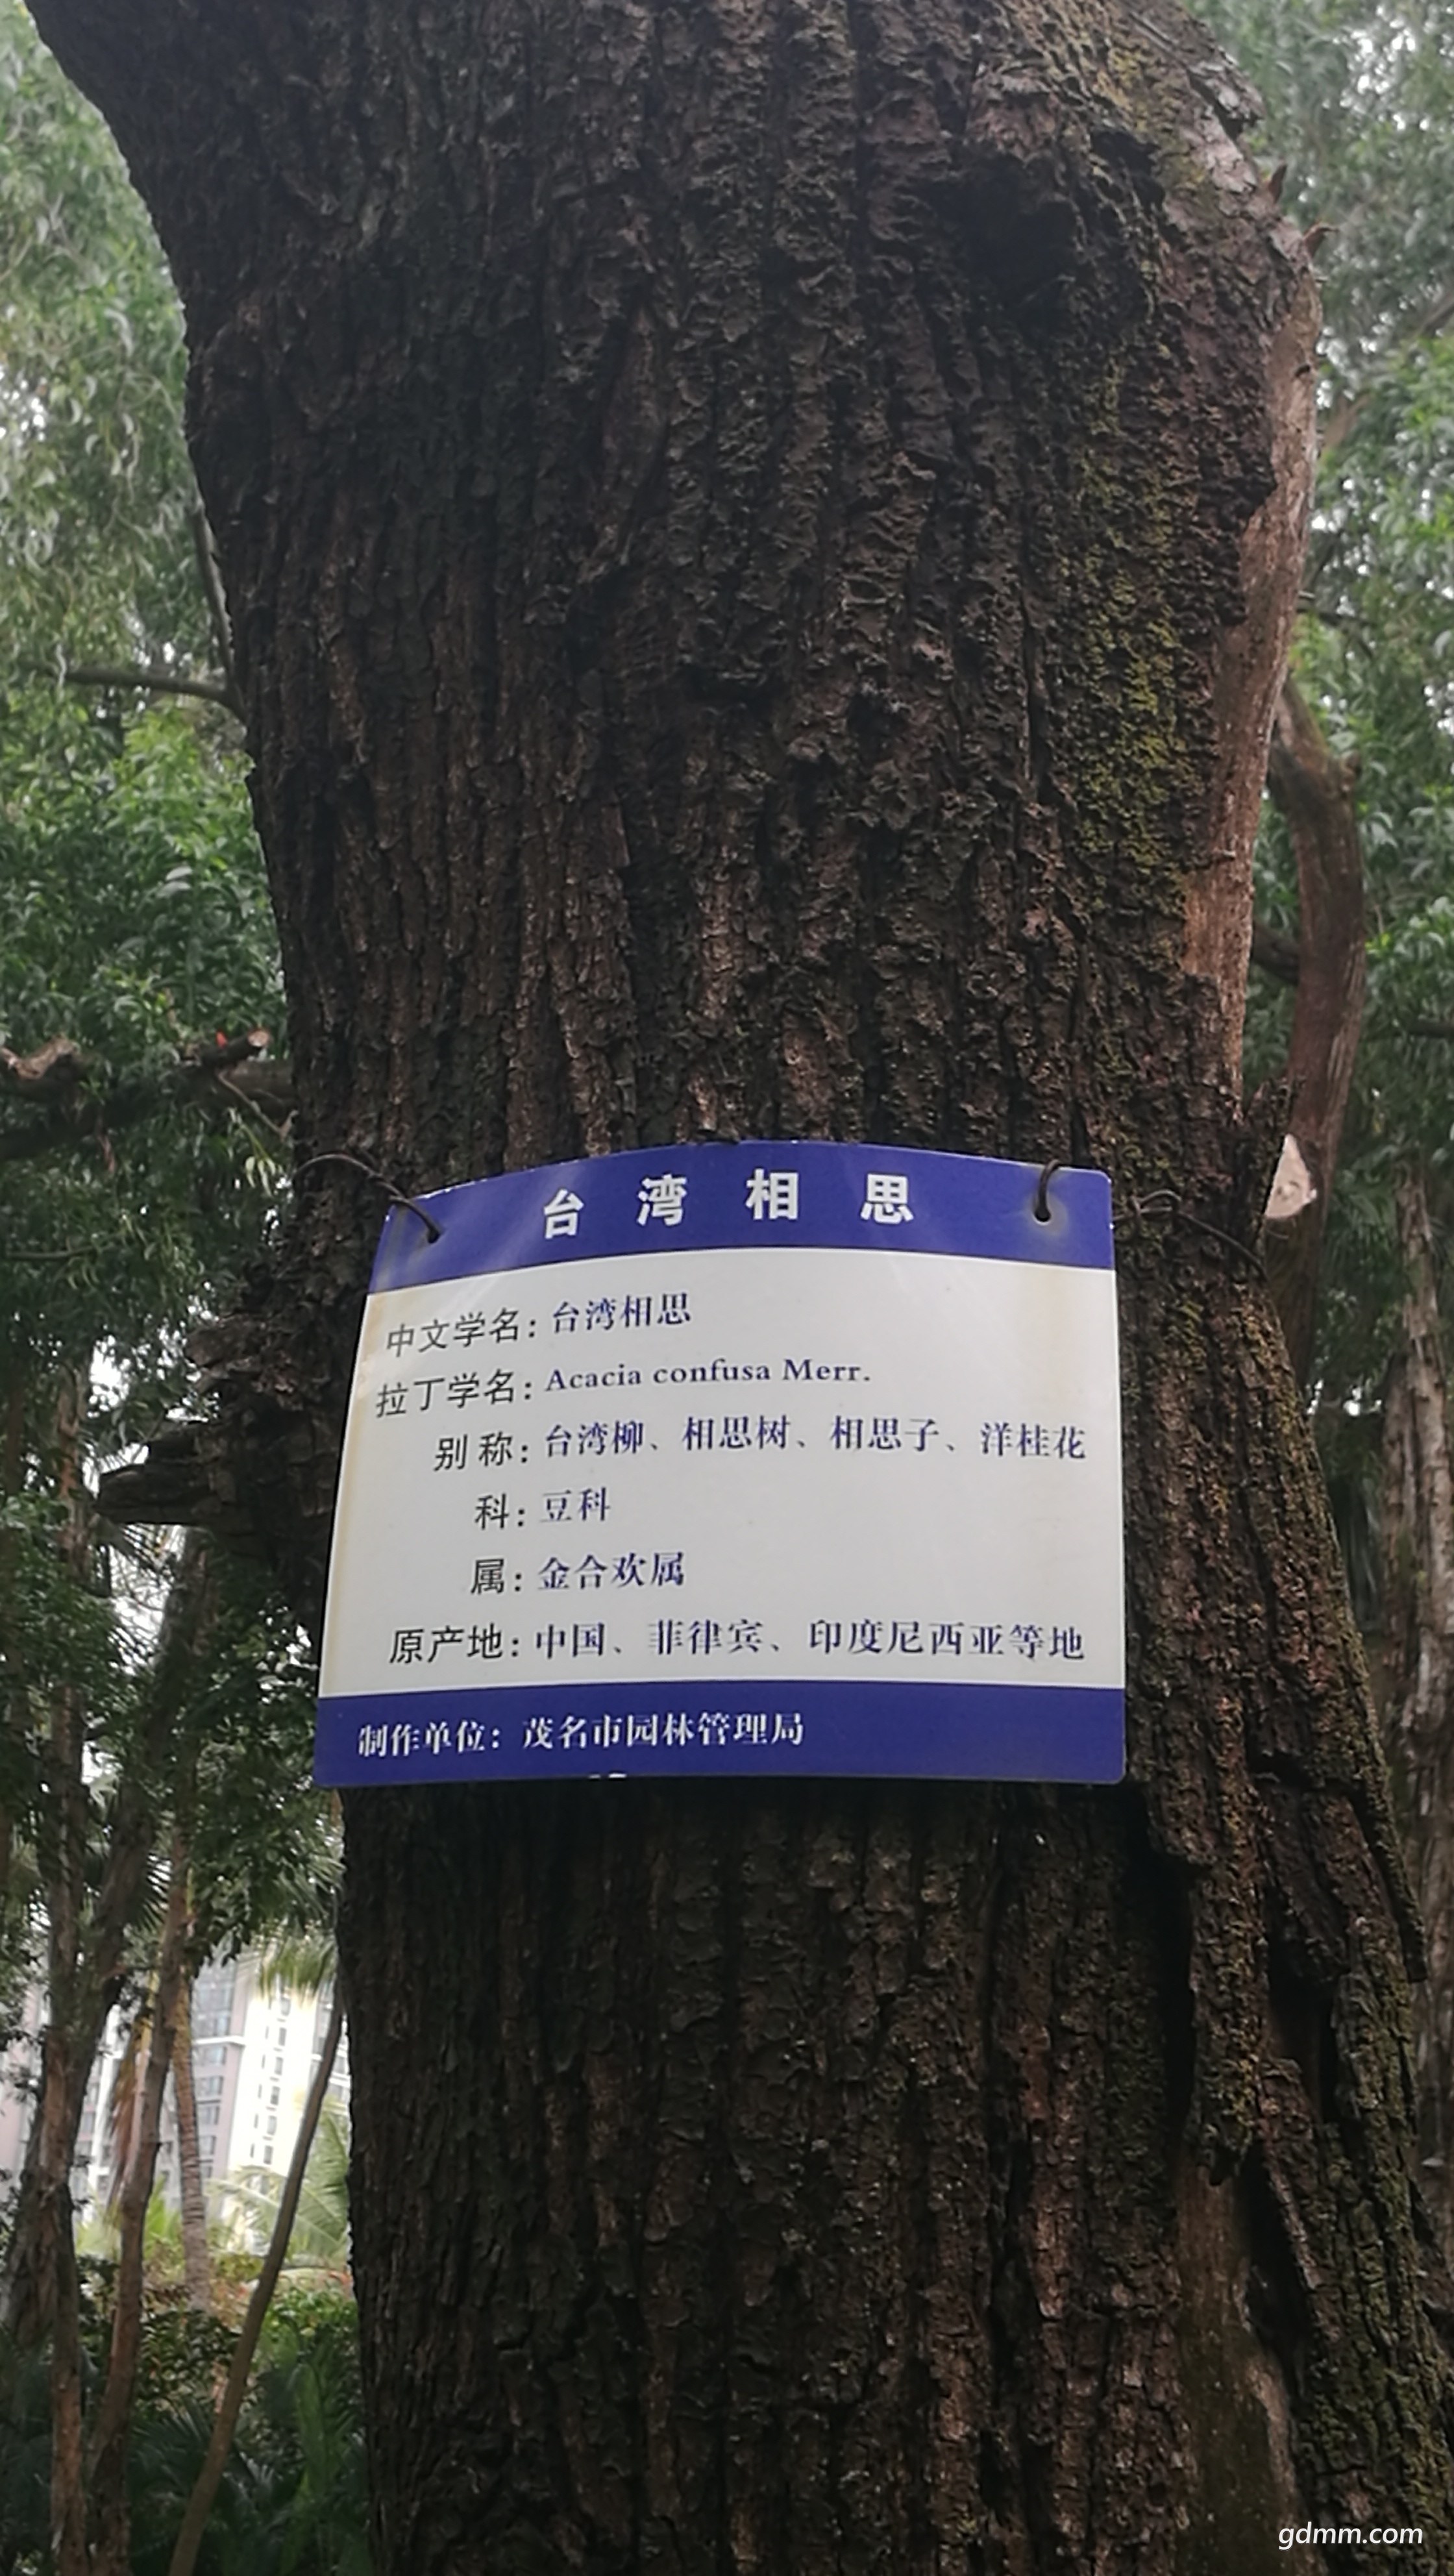 台湾相思
中文学名：台湾相思
拉丁学名：Acacia confusa Merr.
别 称：台湾柳、相思树、相思子、洋桂花
科：豆科
属：金合欢属
原产地：中国、菲律宾、印度尼西亚等地
制作单位：茂名市园林管理局
gdmm.com